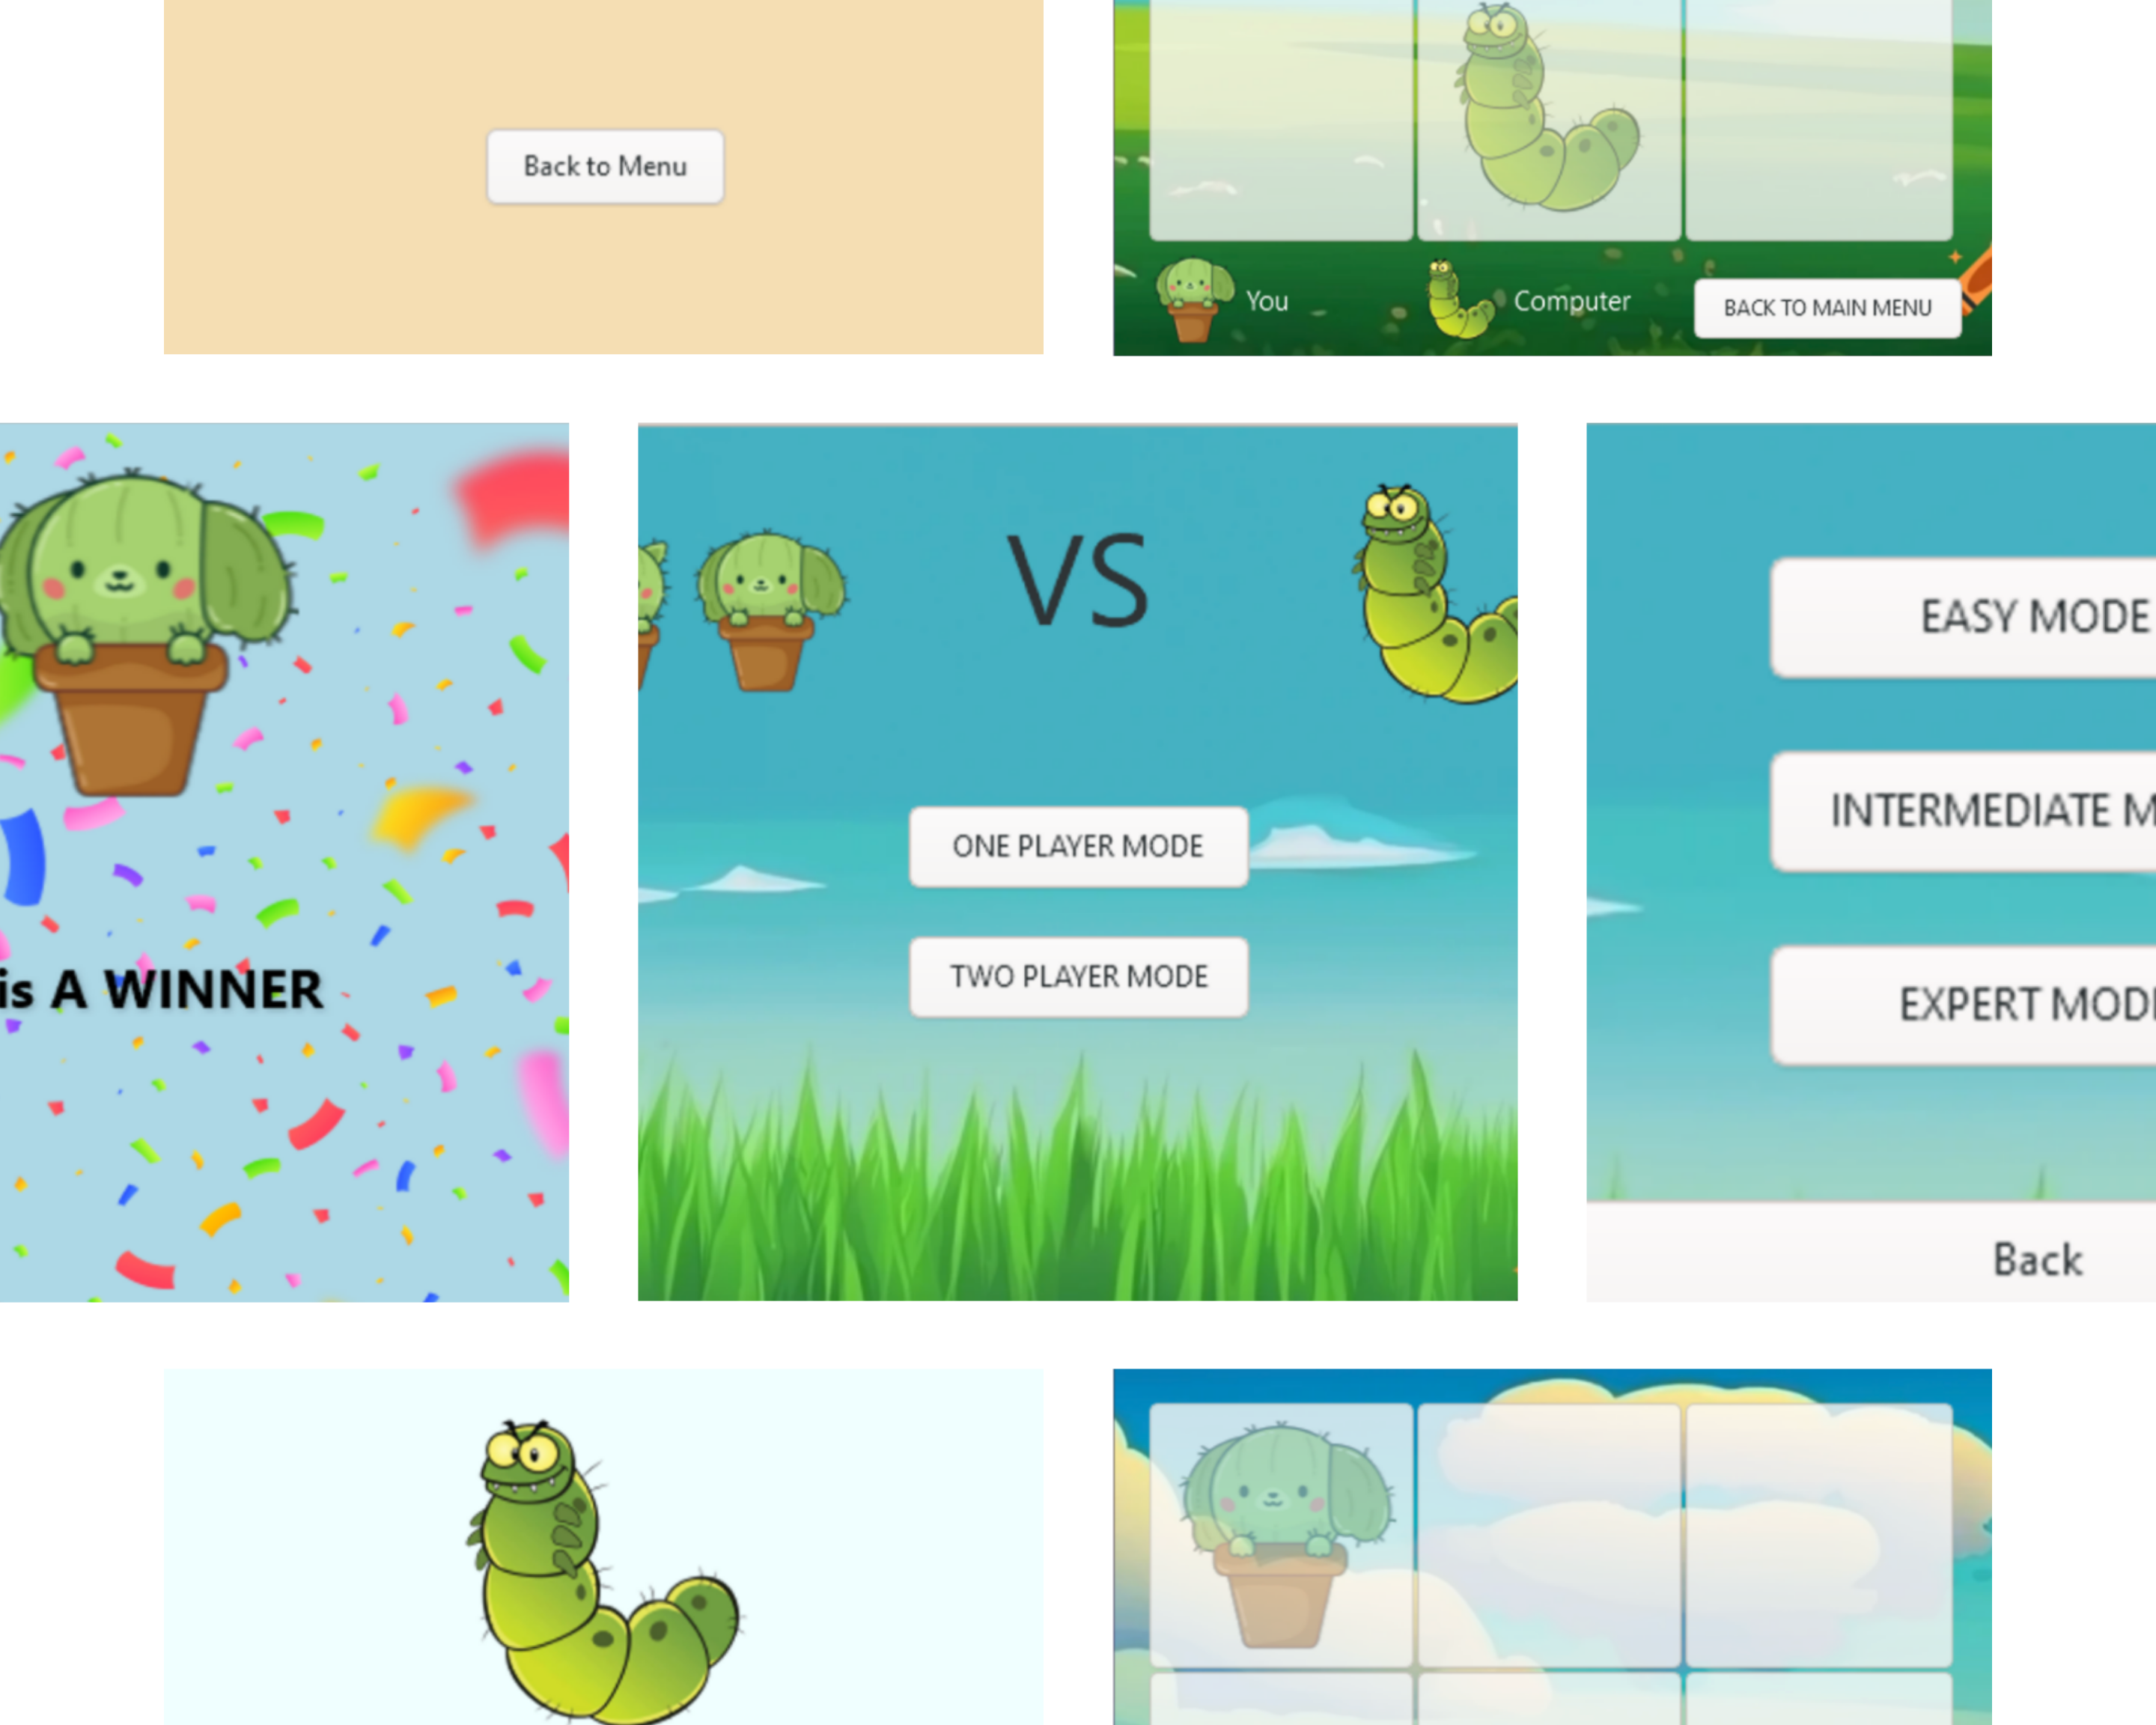 Back to Menu
You
Computer
BACK TO MAIN MENU
is A WINNER
VS
ONE PLAYER MODE
TWO PLAYER MODE
EASY MODE
INTERMEDIATE M
EXPERT MOD
Back